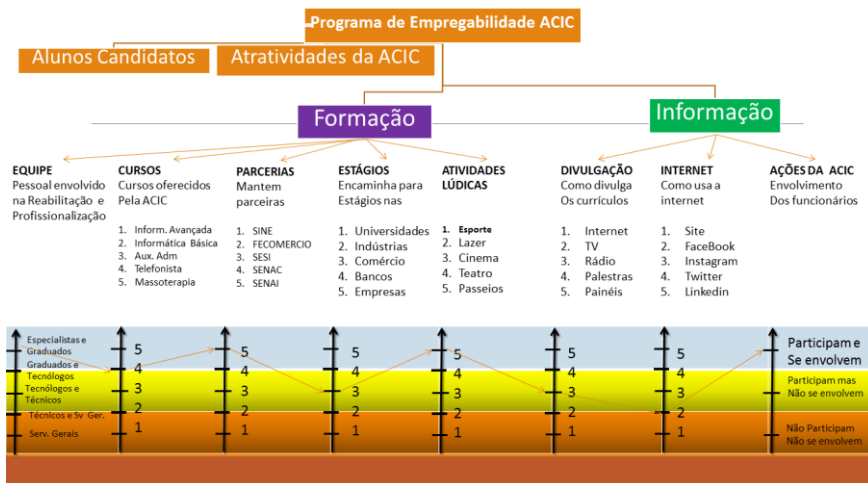 Programa de Empregabilidade ACIC
Alunos Candidatos
Atratividades da ACIC
Formação
Informação
EQUIPE
Pessoal envolvido
na Reabilitação e
Profissionalização
CURSOS
Cursos oferecidos
Pela ACIC
1. Inform. Avançada
2. Informática Básica
3. Aux. Adm
4. Telefonista
5. Massoterapia
PARCERIAS
Mantem
parceiras
1. SINE
2. FECOMERCIO
3. SESI
4. SENAC
5. SENAI
ESTÁGIOS
Encaminha para
Estágios nas
1. Universidades
2. Indústrias
3. Comércio
4. Bancos
5. Empresas
ATIVIDADES
LÚDICAS
1. Esporte
2. Lazer
3. Cinema
4. Teatro
5. Passeios
DIVULGAÇÃO
Como divulga
Os currículos
1. Internet
2. TV
3. Rádio
4. Palestras
5. Painéis
INTERNET
Como usa a
internet
1. Site
2. FaceBook
3. Instagram
4. Twitter
5. Linkedin
AÇÕES DA ACIC
Envolvimento
Dos funcionários
Especialistas e
Graduados
Graduados e
Tecnólogos
Tecnólogos e
Técnicos
Técnicos e Sv Ger.
Serv. Gerais
5
4
3
2
1
5
4
3
2
1
5
4
3
2
1
5
4
3
2
1
5
4
3
2
1
5
4
3
2
1
Participam e
Se envolvem
Participam mas
Não se envolvem
Não Participam
Não se envolvem